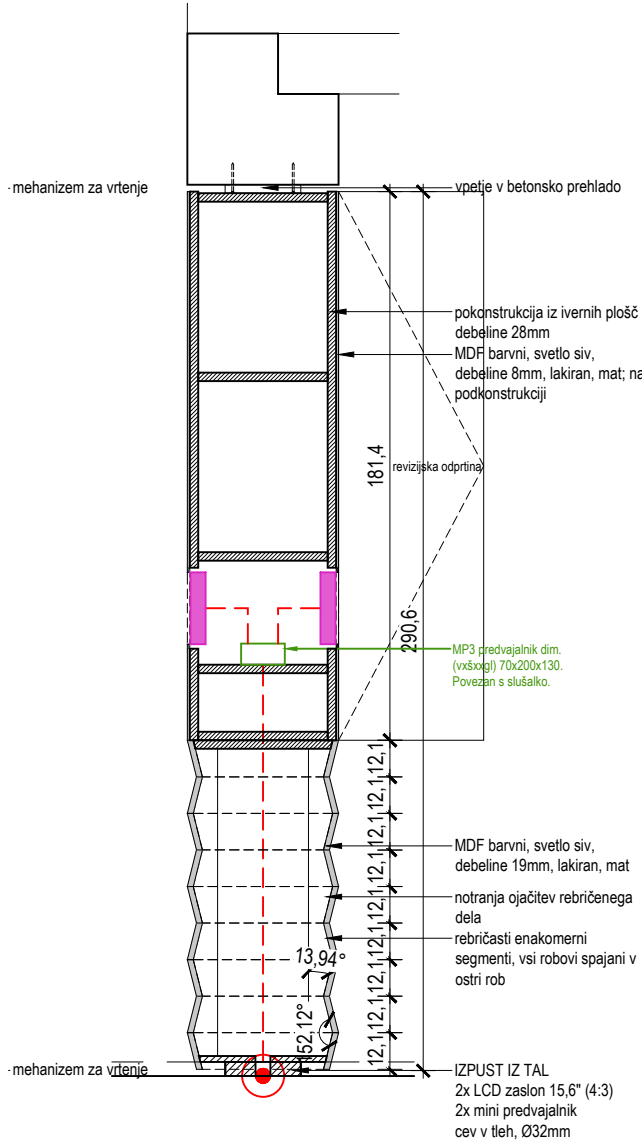 - mehanizem za vrtenje
vpetje v betonsko prehlado
pokonstrukcija iz ivernih plošč
debeline 28mm
MDF barvni, svetlo siv,
debeline 8mm, lakiran, mat; na
podkonstrukciji
181,4
revizijska odprtina
290,6
MP3 predvajalnik dim.
(vxšxxgl) 70x200x130.
Povezan s slušalko.
12,1
12,1
12,1
12,1
12,1
12,1
12,1
12,1
12,1
MDF barvni, svetlo siv,
debeline 19mm, lakiran, mat
notranja ojačitev rebričenega
dela
rebričasti enakomerni
segmenti, vsi robovi spajani v
ostri rob
13,94°
152,12°
- mehanizem za vrtenje
IZPUST IZ TAL
2x LCD zaslon 15,6" (4:3)
2x mini predvajalnik
cev v tleh, Ø32mm